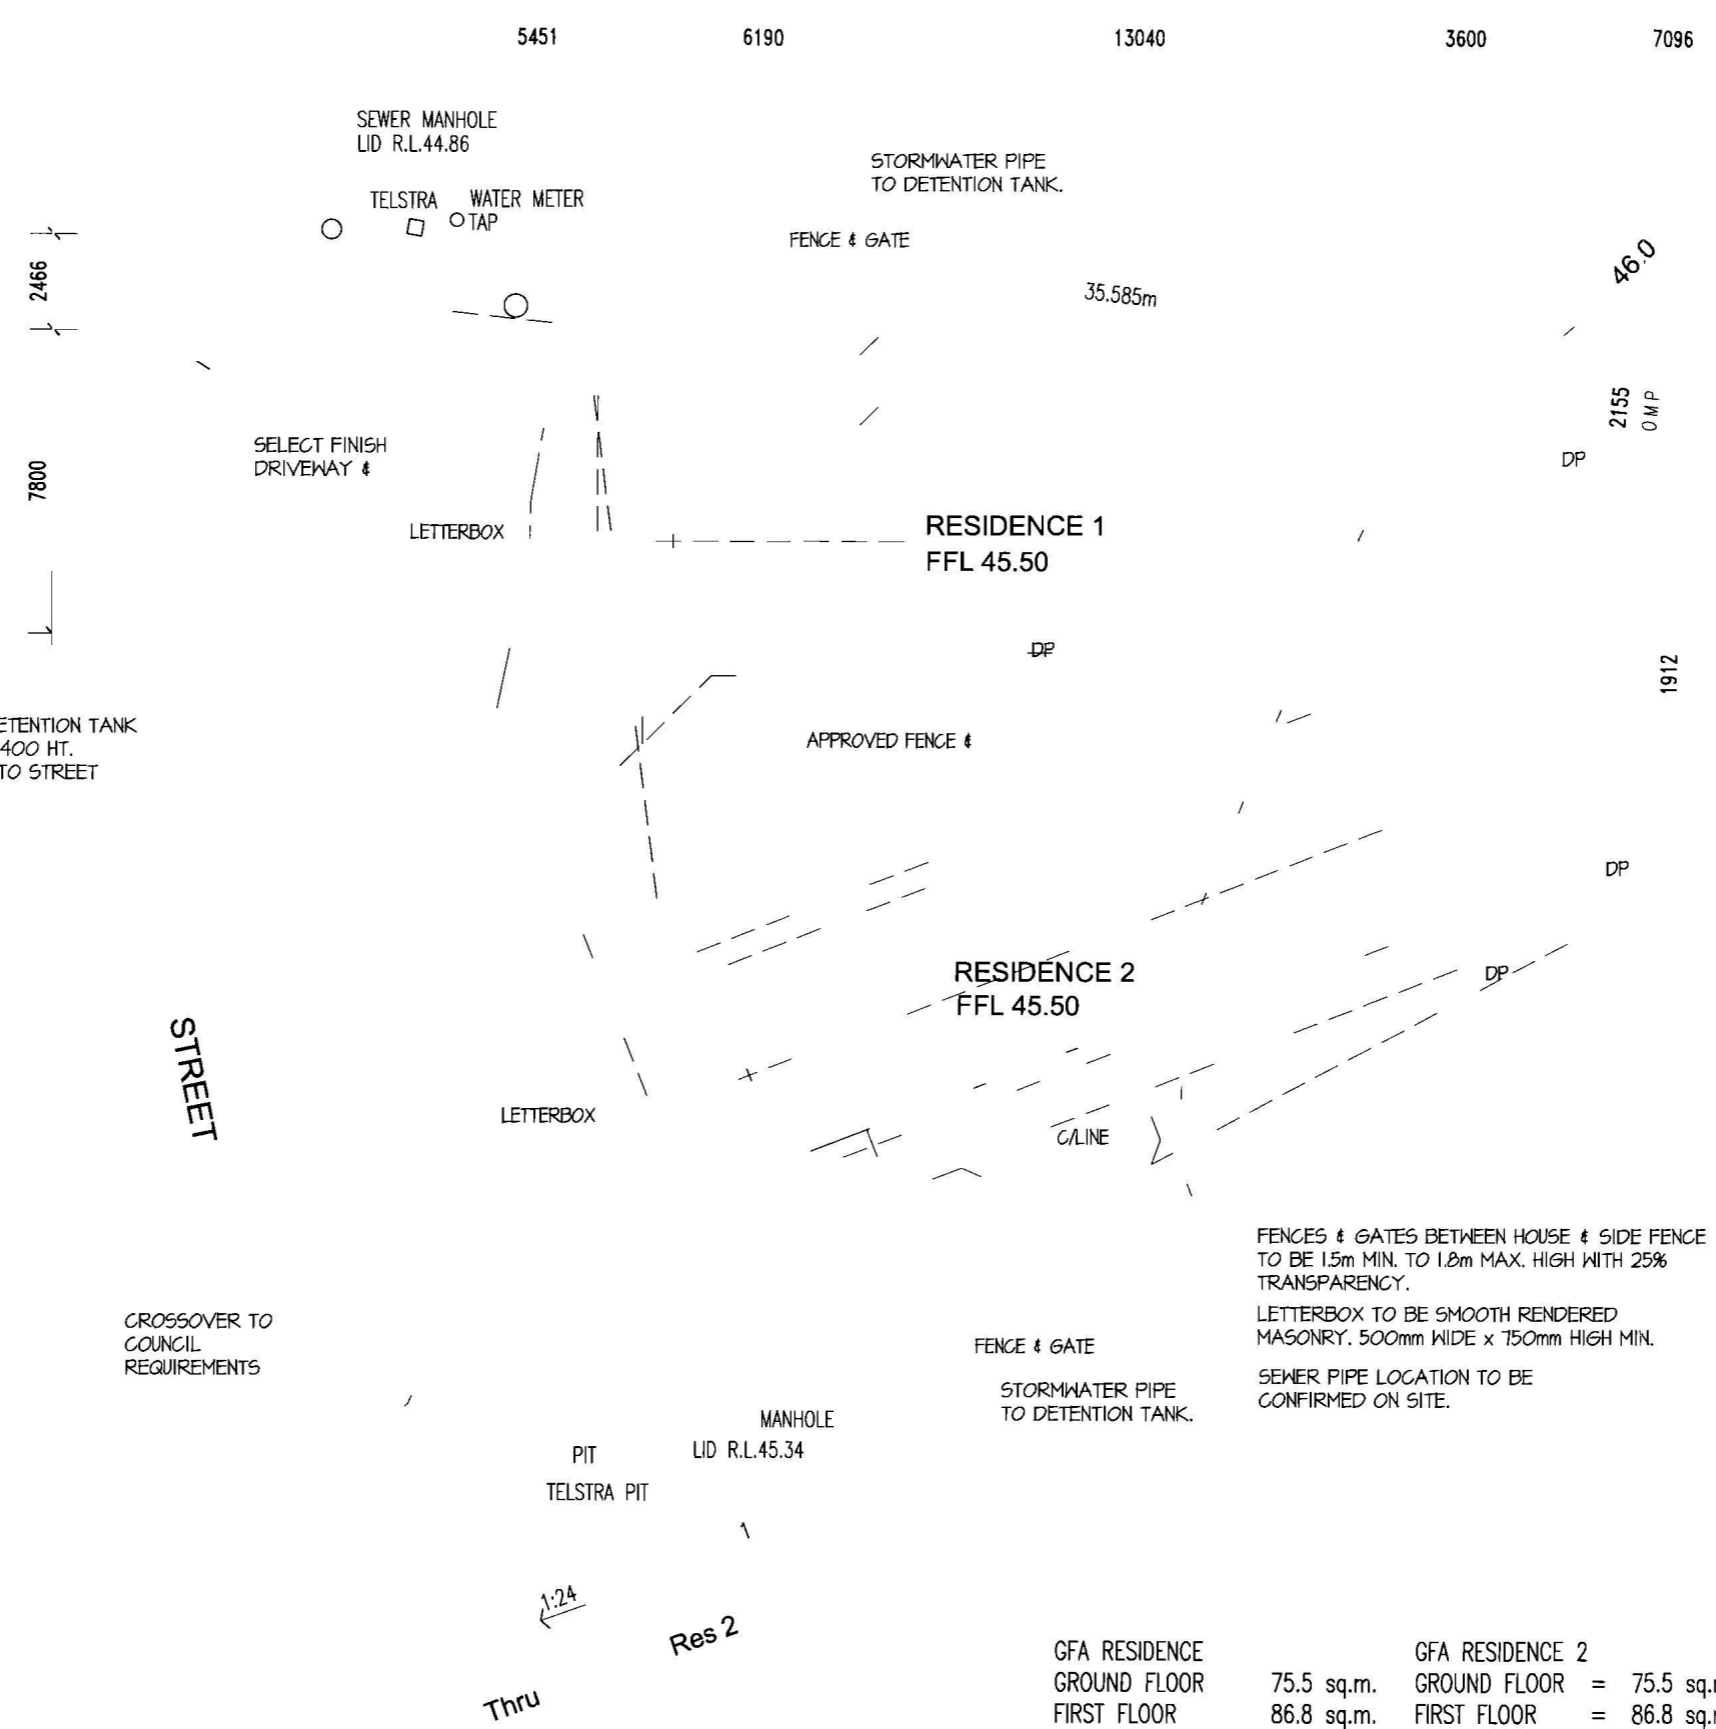 5451 6190 13040 3600 7096
SEWER MANHOLE
LID R.L.44.86
STORMWATER PIPE
TO DETENTION TANK.
TELSTRA WATER METER
TAP
FENCE & GATE
2466
46.0
35.585m
2155
OMP
SELECT FINISH
DRIVEWAY &
DP
7800
LETTERBOX
RESIDENCE 1
FFL 45.50
DP
1912
ETENTION TANK
400 HT.
TO STREET
APPROVED FENCE &
DP
RESIDENCE 2
FFL 45.50
DP
STREET
LETTERBOX
C/LINE
FENCES & GATES BETWEEN HOUSE & SIDE FENCE
TO BE 1.5m MIN. TO 1.8m MAX. HIGH WITH 25%
TRANSPARENCY.
LETTERBOX TO BE SMOOTH RENDERED
MASONRY. 500mm WIDE x 750mm HIGH MIN.
SEWER PIPE LOCATION TO BE
CONFIRMED ON SITE.
CROSSOVER TO
COUNCIL
REQUIREMENTS
FENCE & GATE
STORMWATER PIPE
TO DETENTION TANK.
MANHOLE
LID R.L.45.34
PIT
TELSTRA PIT
1:24
Res 2
Thru
GFA RESIDENCE
GROUND FLOOR 75.5 sq.m.
FIRST FLOOR 86.8 sq.m.
GFA RESIDENCE 2
GROUND FLOOR = 75.5 sq.
FIRST FLOOR = 86.8 sq.